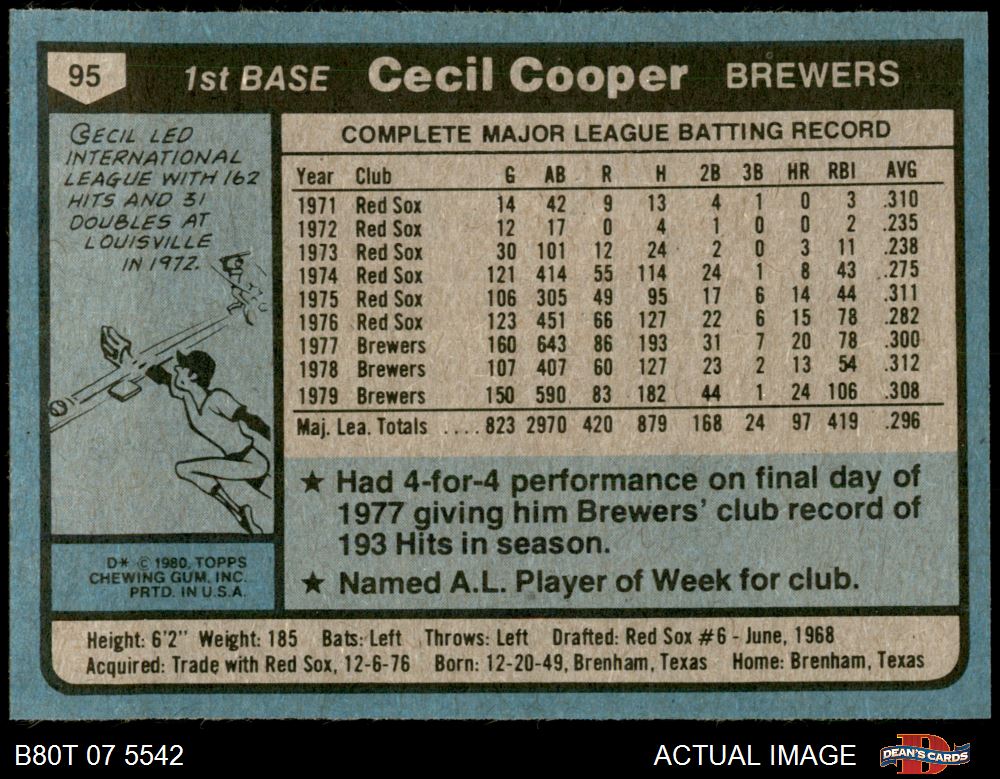 95 1st BASE Cecil Cooper BREWERS
CECIL LED
INTERNATIONAL
LEAGUE WITH 162
HITS AND 31
DOUBLES AT
LOUISVILLE
IN 1972.
D* © 1980, TOPPS
CHEWING GUM, INC.
PRTD. IN U.S.A.
COMPLETE MAJOR LEAGUE BATTING RECORD
Year Club G AB R H 2B 3B HR RBI AVG
1971 Red Sox 14 42 9 13 4 1 0 3 .310
1972 Red Sox 12 17 0 4 1 0 0 2 .235
1973 Red Sox 30 101 12 24 2 0 3 11 .238
1974 Red Sox 121 414 55 114 24 1 8 43 .275
1975 Red Sox 106 305 49 95 17 6 14 44 .311
1976 Red Sox 123 451 66 127 22 6 15 78 .282
1977 Brewers 160 643 86 193 31 7 20 78 .300
1978 Brewers 107 407 60 127 23 2 13 54 .312
1979 Brewers 150 590 83 182 44 1 24 106 .308
Maj. Lea. Totals .... 823 2970 420 879 168 24 97 419 .296
★ Had 4-for-4 performance on final day of
1977 giving him Brewers' club record of
193 Hits in season.
★ Named A.L. Player of Week for club.
Height: 6'2" Weight: 185 Bats: Left Throws: Left Drafted: Red Sox #6 - June, 1968
Acquired: Trade with Red Sox, 12-6-76 Born: 12-20-49, Brenham, Texas Home: Brenham, Texas
B80T 07 5542 ACTUAL IMAGE DEAN'S CARDS